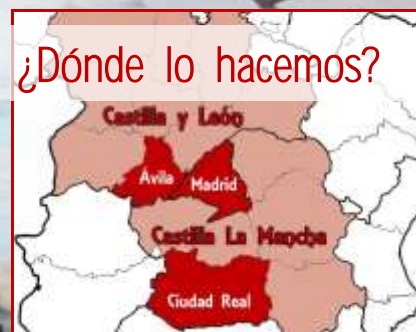 ¿Dónde lo hacemos?
Castilla y León
Ávila
Madrid
Castilla La Mancha
Ciudad Real